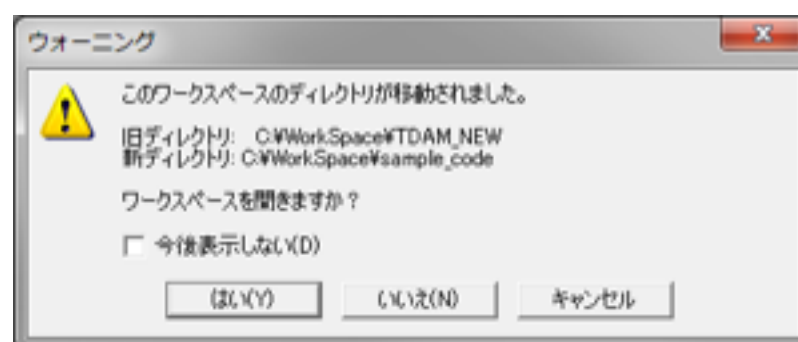 ウォーニング
このワークスペースのディレクトリが移動されました。
旧ディレクトリ: C:¥WorkSpace¥TDAM_NEW
新ディレクトリ: C:¥WorkSpace¥sample_code
ワークスペースを開きますか?
今後表示しない(D)
はい(Y) いいえ(N) キャンセル